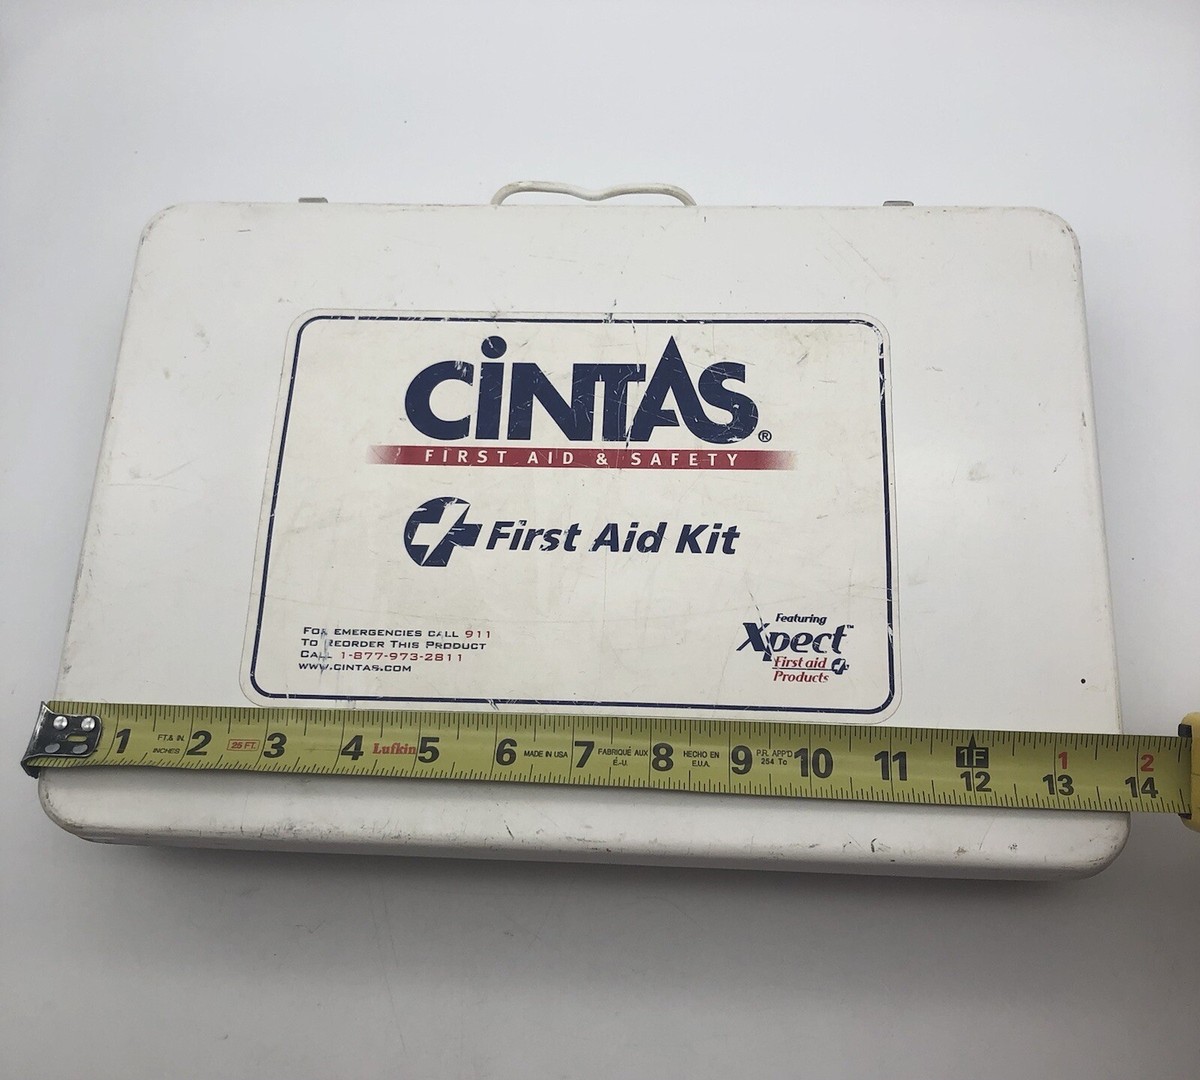 CiNTAS®
FIRST AID & SAFETY
First Aid Kit
FOR EMERGENCIES CALL 911
TO REORDER THIS PRODUCT
CALL 1-877-973-2811
WWW.CINTAS.COM
Featuring
Xpect™
First aid
Products
1 FT.& IN. INCHES 2 25 FT. 3 4 Lufkin 5 6 MADE IN USA 7 FABRIQUÉ AUX É.-U. 8 HECHO EN E.U.A. 9 P.R. APP'D 254 Tc 10 11 1F 12 1 13 2 14